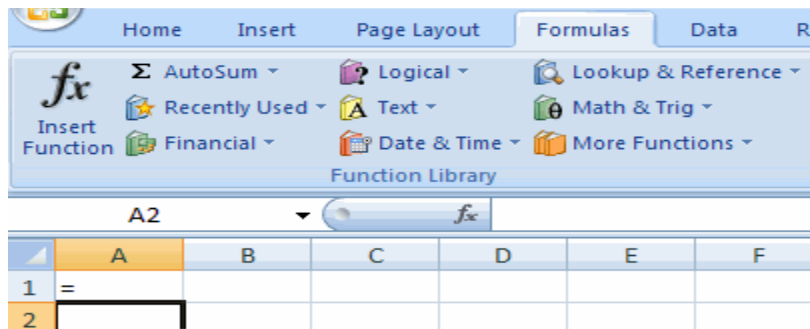 Home Insert Page Layout Formulas Data R
Σ AutoSum Logical Lookup & Reference
fx Recently Used A Text θ Math & Trig
Insert Function Financial Date & Time More Functions
Function Library
A2 fx
A B C D E F
1 =
2